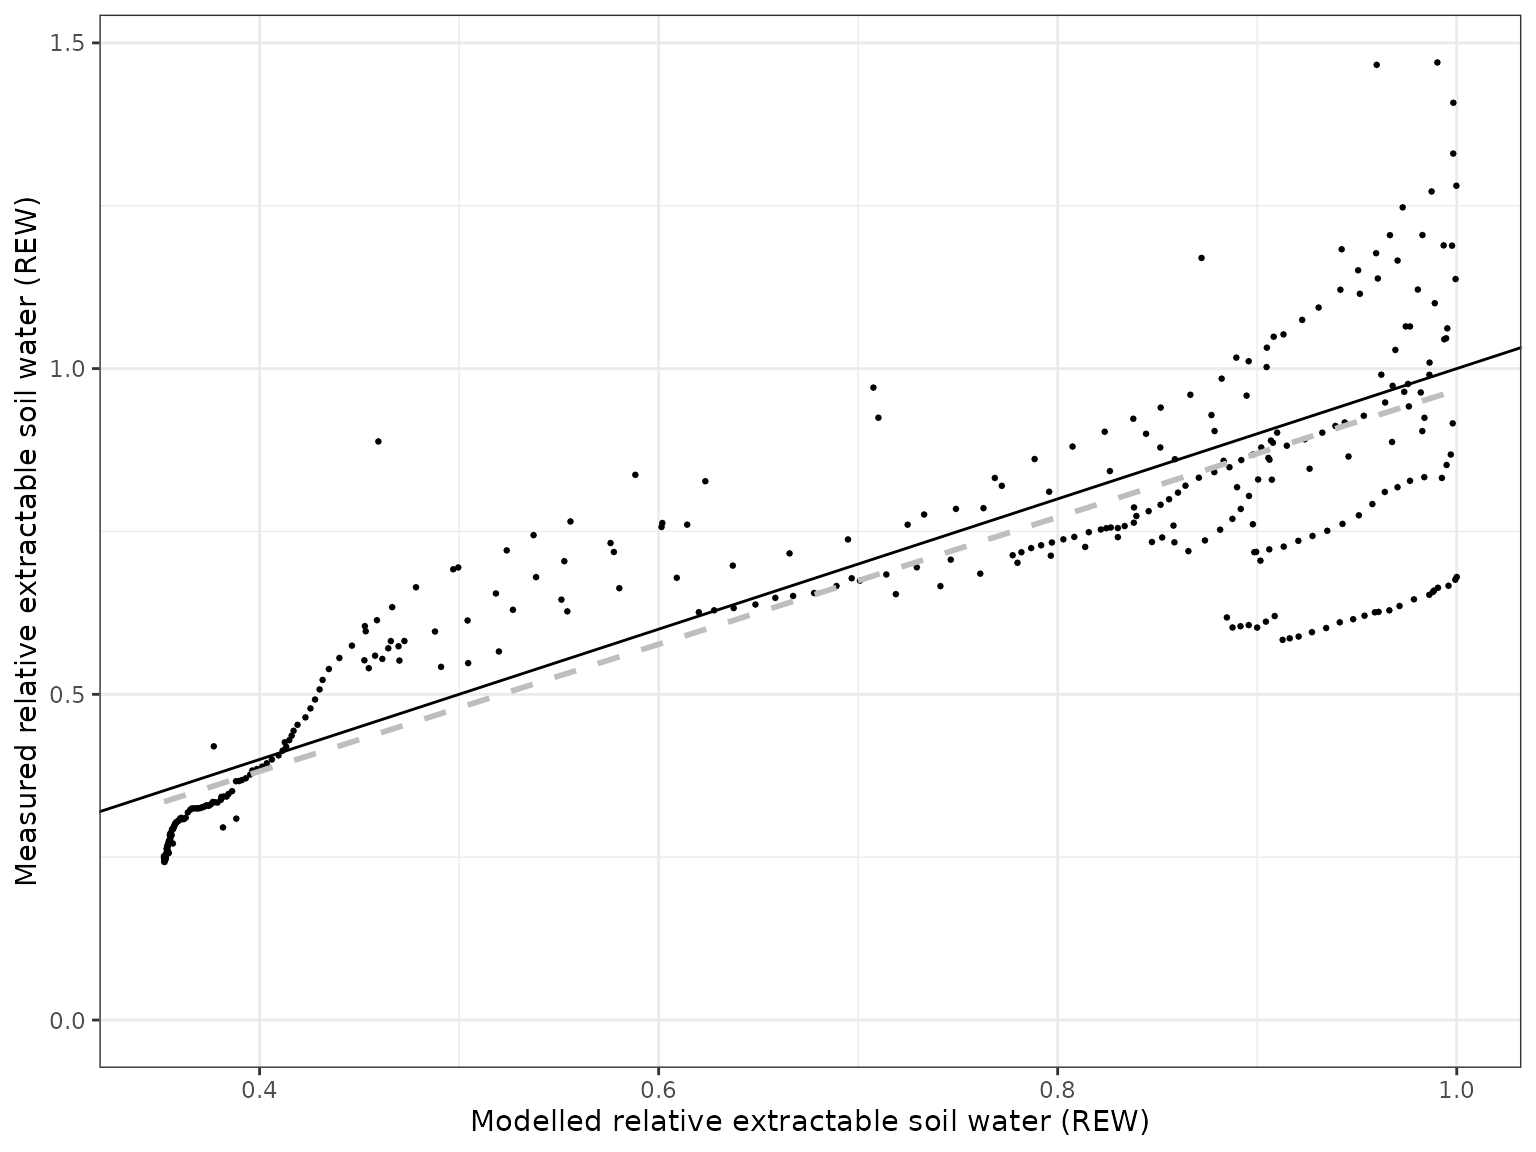 1.5
1.0
0.5
0.0
Measured relative extractable soil water (REW)
0.4 0.6 0.8 1.0
Modelled relative extractable soil water (REW)